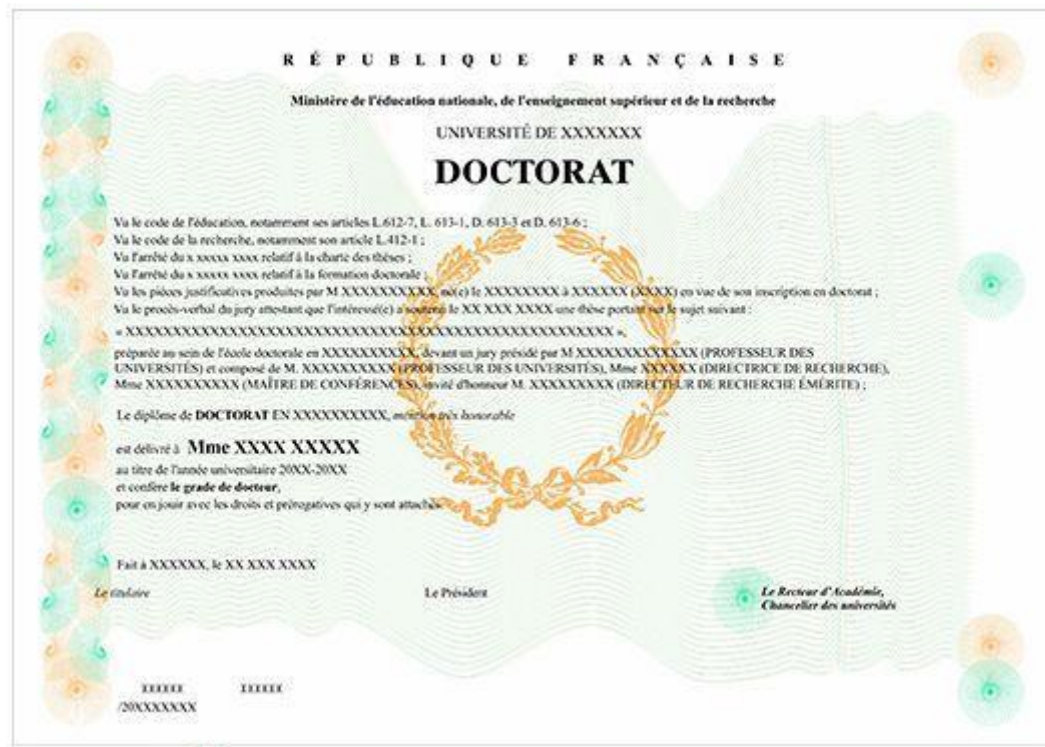 RÉPUBLIQUE FRANÇAISE
Ministère de l'éducation nationale, de l'enseignement supérieur et de la recherche
UNIVERSITÉ DE XXXXXXX
DOCTORAT
Vu le code de l'éducation, notamment ses articles L.612-7, L. 613-1, D. 613-3 et D. 613-6 ;
Vu le code de la recherche, notamment son article L.412-1 ;
Vu l'arrêté du x xxxxx xxxx relatif à la charte des thèses ;
Vu l'arrêté du x xxxxx xxxx relatif à la formation doctorale ;
Vu les pièces justificatives produites par M XXXXXXXXXX, né(e) le XXXXXXXX à XXXXXX (XXXX) en vue de son inscription en doctorat ;
Vu le procès-verbal du jury attestant que l'intéressé(e) a soutenu le XX XXX XXXX une thèse portant sur le sujet suivant :
« XXXXXXXXXXXXXXXXXXXXXXXXXXXXXXXXXXXXXXXXXXXXXXXXXXX »,
préparée au sein de l'école doctorale en XXXXXXXXXX, devant un jury présidé par M XXXXXXXXXXXXX (PROFESSEUR DES
UNIVERSITÉS) et composé de M. XXXXXXXXXX (PROFESSEUR DES UNIVERSITÉS), Mme XXXXXX (DIRECTRICE DE RECHERCHE),
Mme XXXXXXXXXX (MAÎTRE DE CONFÉRENCES), invité d'honneur M. XXXXXXXXX (DIRECTEUR DE RECHERCHE ÉMÉRITE) ;
Le diplôme de DOCTORAT EN XXXXXXXXXX, mention très honorable
est délivré à Mme XXXX XXXXX
au titre de l'année universitaire 20XX-20XX
et confère le grade de docteur,
pour en jouir avec les droits et prérogatives qui y sont attachés.
Fait à XXXXXX, le XX XXX XXXX
Le titulaire
Le Président
Le Recteur d'Académie,
Chancelier des universités
XXXXXX XXXXXX
/20XXXXXXX